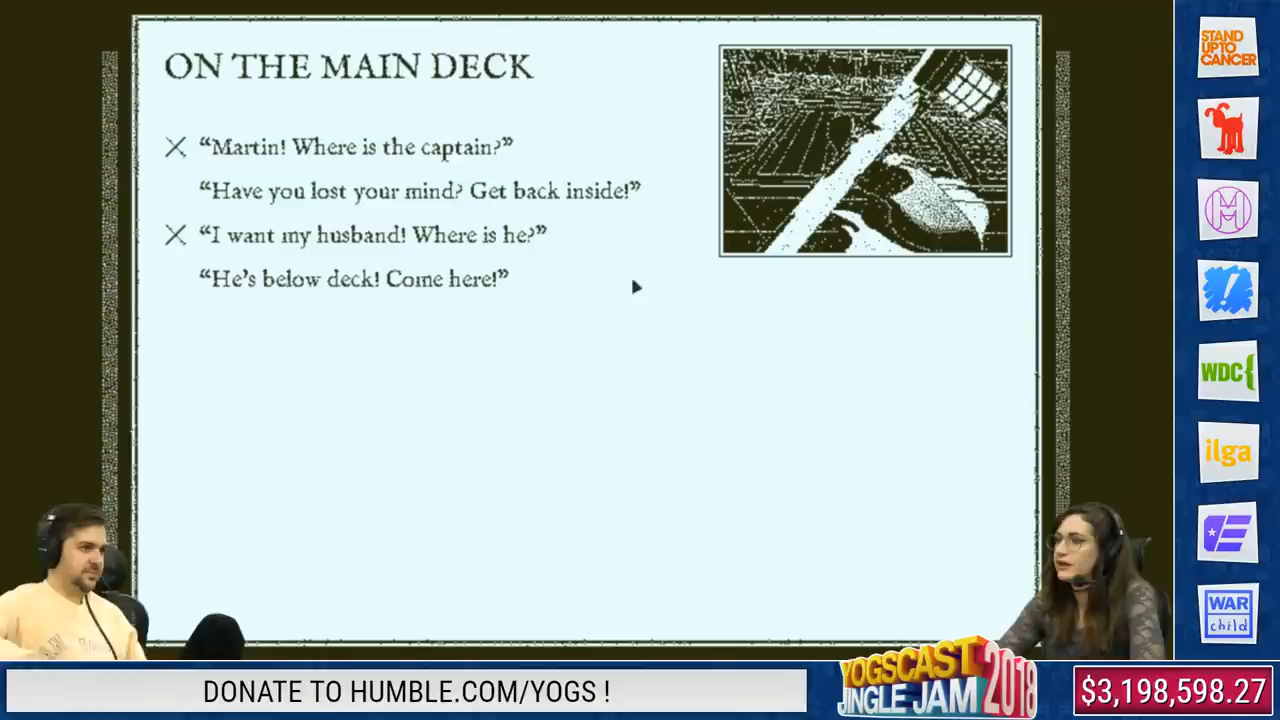 ON THE MAIN DECK
“Martin! Where is the captain?”
“Have you lost your mind? Get back inside!”
“I want my husband! Where is he?”
“He’s below deck! Come here!”
STAND
UP TO
CANCER
M
!
WDC{
ilga
E
WAR
child
DONATE TO HUMBLE.COM/YOGS !
YOGSCAST
JINGLE JAM 2018
$3,198,598.27